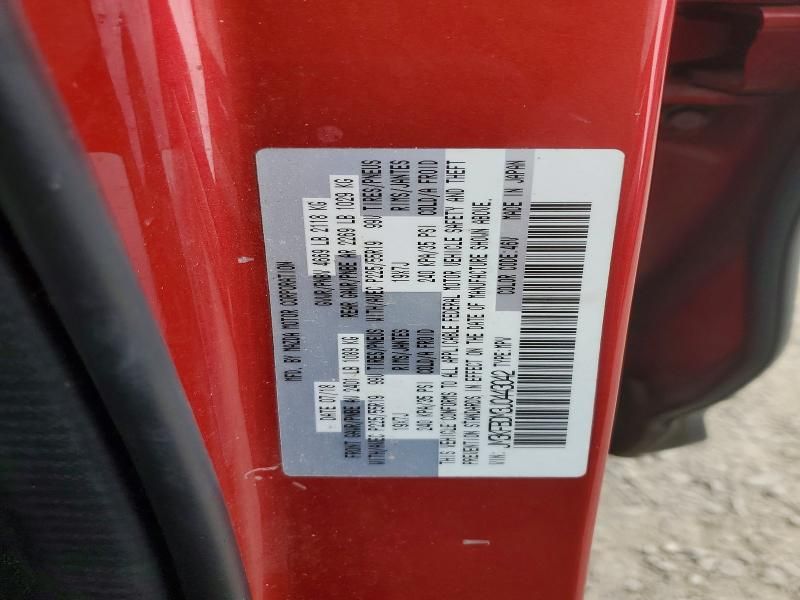 MFD. BY MAZDA MOTOR CORPORATION
DATE 07/18 GVWR/PNBV 4669 LB 2118 KG
FRONT GAWR/PNBE AV 2401 LB 1089 KG REAR GAWR/PNBE AR 2269 LB 1029 KG
WITH/AVEC P225/55R19 99V TIRES/PNEUS WITH/AVEC P225/55R19 99V TIRES/PNEUS
19X7J RIMS/JANTES 19X7J RIMS/JANTES
240 KPA/35 PSI COLD/A FROID 240 KPA/35 PSI COLD/A FROID
THIS VEHICLE CONFORMS TO ALL APPLICABLE FEDERAL MOTOR VEHICLE SAFETY AND THEFT
PREVENTION STANDARDS IN EFFECT ON THE DATE OF MANUFACTURE SHOWN ABOVE.
VIN: TYPE:MPV COLOR CODE:46V MADE IN JAPAN